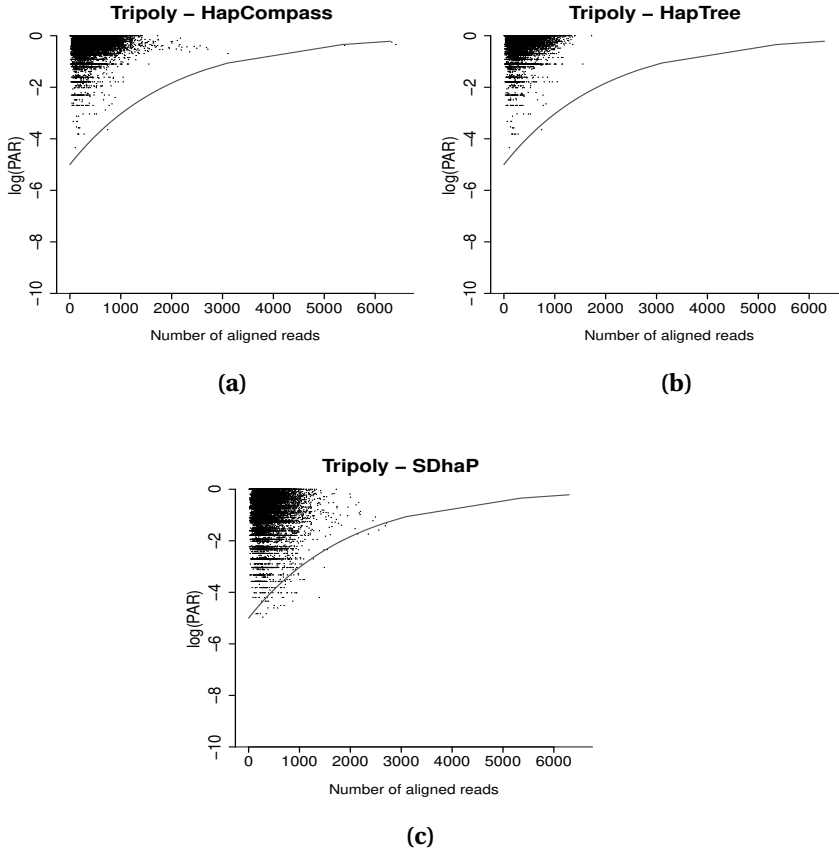 Tripoly − HapCompass
0
−2
−4
−6
−8
−10
log(PAR)
0 1000 2000 3000 4000 5000 6000
Number of aligned reads
(a)
Tripoly − HapTree
0
−2
−4
−6
−8
−10
log(PAR)
0 1000 2000 3000 4000 5000 6000
Number of aligned reads
(b)
Tripoly − SDhaP
0
−2
−4
−6
−8
−10
log(PAR)
0 1000 2000 3000 4000 5000 6000
Number of aligned reads
(c)